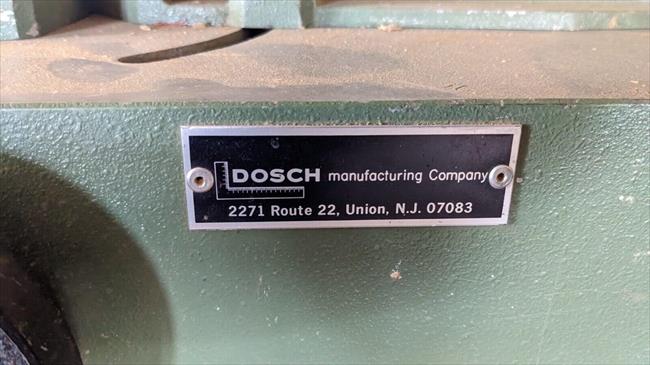 DOSCH manufacturing Company
2271 Route 22, Union, N.J. 07083